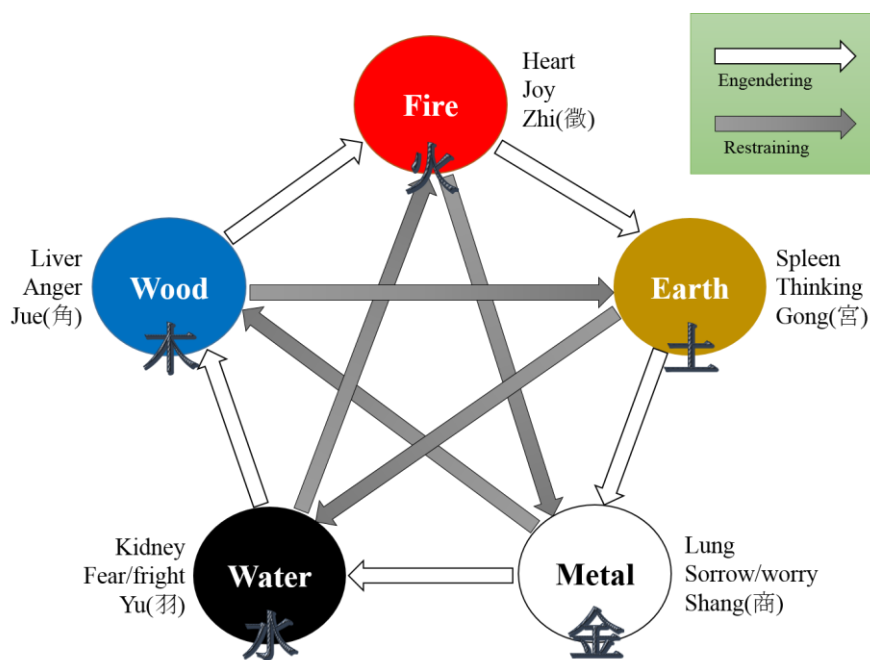 Heart
Joy
Zhi(徵)
Fire
火
Engendering
Restraining
Liver
Anger
Jue(角)
Wood
木
Earth
土
Spleen
Thinking
Gong(宮)
Kidney
Fear/fright
Yu(羽)
Water
水
Metal
金
Lung
Sorrow/worry
Shang(商)